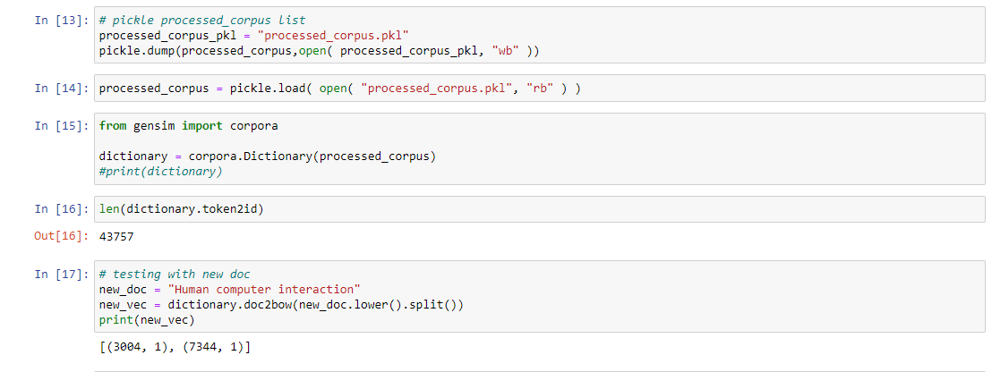 In [13]: # pickle processed_corpus list
processed_corpus_pkl = "processed_corpus.pkl"
pickle.dump(processed_corpus,open( processed_corpus_pkl, "wb" ))
In [14]: processed_corpus = pickle.load( open( "processed_corpus.pkl", "rb" ) )
In [15]: from gensim import corpora
dictionary = corpora.Dictionary(processed_corpus)
#print(dictionary)
In [16]: len(dictionary.token2id)
Out[16]: 43757
In [17]: # testing with new doc
new_doc = "Human computer interaction"
new_vec = dictionary.doc2bow(new_doc.lower().split())
print(new_vec)
[(3004, 1), (7344, 1)]